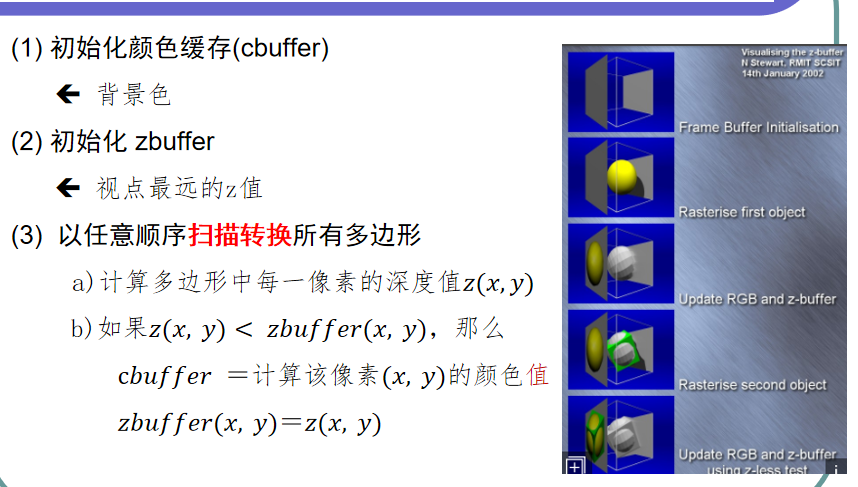 (1) 初始化颜色缓存(cbuffer)
← 背景色
(2) 初始化 zbuffer
← 视点最远的z值
(3) 以任意顺序扫描转换所有多边形
a)计算多边形中每一像素的深度值z(x,y)
b)如果z(x, y) < zbuffer(x, y)，那么
cbuffer ＝计算该像素(x, y)的颜色值
zbuffer(x, y)＝z(x, y)
Visualising the z-buffer
N Stewart. RMIT SCSIT
14th January 2002
Frame Buffer Initialisation
Rasterise first object
Update RGB and z-buffer
Rasterise second object
Update RGB and z-buffer
using z-less test